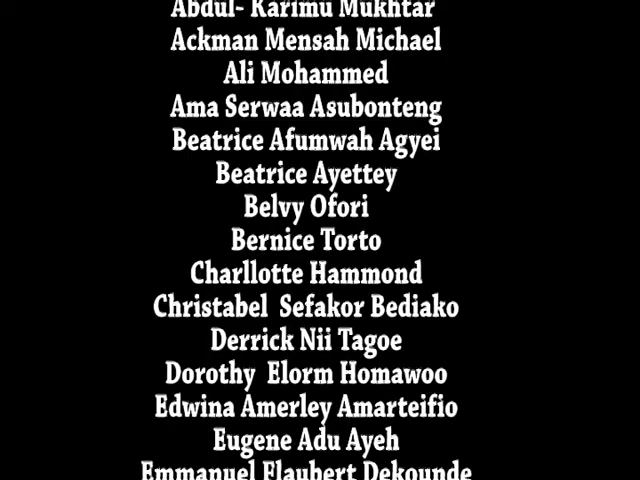 Abdul- Karimu Mukhtar
Ackman Mensah Michael
Ali Mohammed
Ama Serwaa Asubonteng
Beatrice Afumwah Agyei
Beatrice Ayettey
Belvy Ofori
Bernice Torto
Charllotte Hammond
Christabel  Sefakor Bediako
Derrick Nii Tagoe
Dorothy  Elorm Homawoo
Edwina Amerley Amarteifio
Eugene Adu Ayeh
Emmanuel Flaubert Dekounde